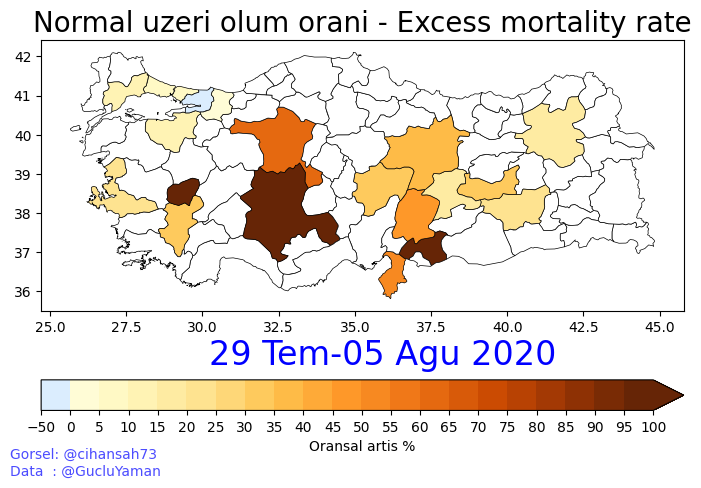 Normal uzeri olum orani - Excess mortality rate
42
41
40
39
38
37
36
25.0 27.5 30.0 32.5 35.0 37.5 40.0 42.5 45.0
29 Tem-05 Agu 2020
−50 0 5 10 15 20 25 30 35 40 45 50 55 60 65 70 75 80 85 90 95 100
Oransal artis %
Gorsel: @cihansah73
Data : @GucluYaman